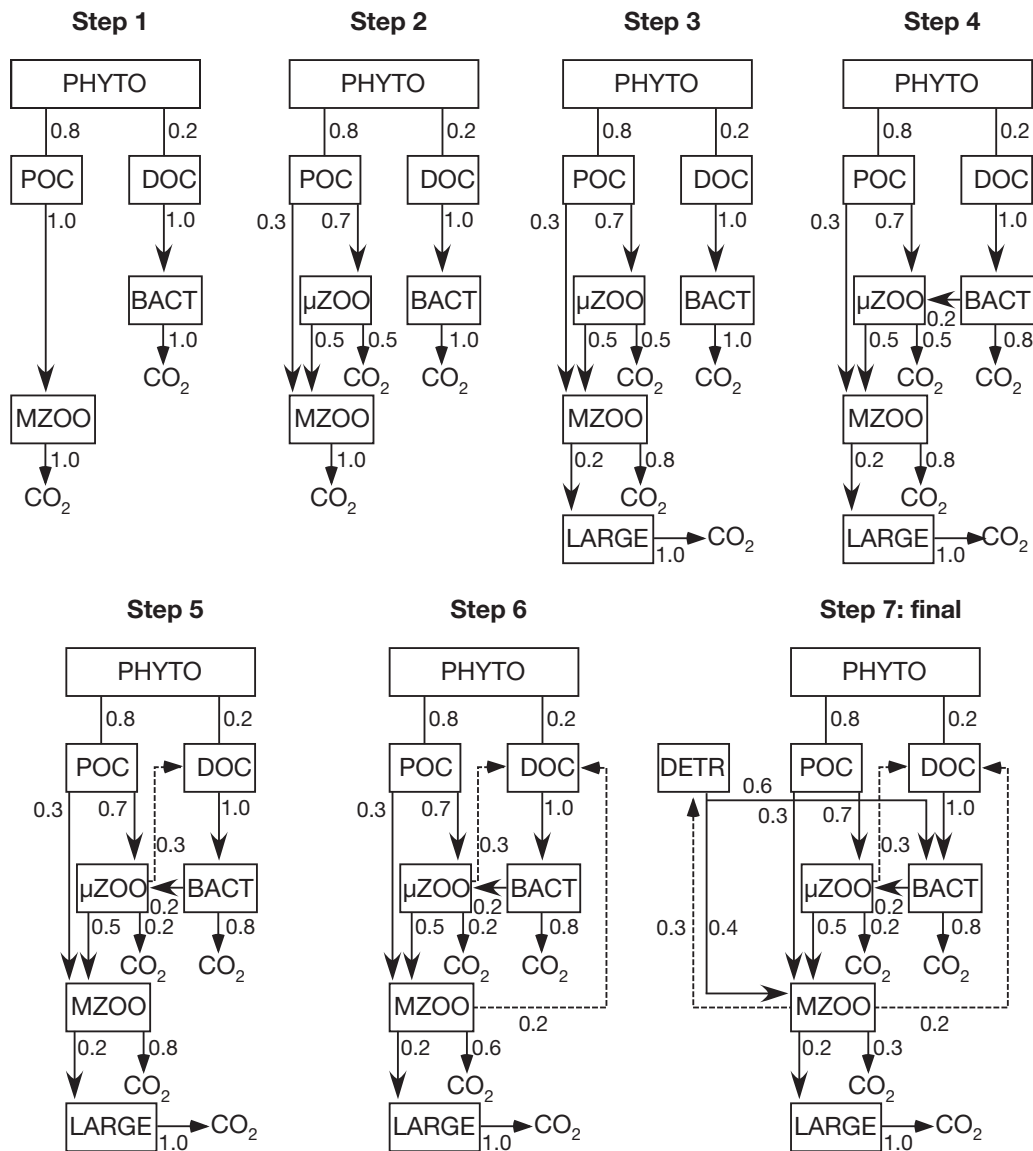 Step 1
PHYTO
0.8 0.2
POC DOC
1.0 1.0
BACT
1.0
CO2
MZOO
1.0
CO2
Step 2
PHYTO
0.8 0.2
POC DOC
0.3 0.7 1.0
µZOO BACT
0.5 0.5 1.0
CO2 CO2
MZOO
1.0
CO2
Step 3
PHYTO
0.8 0.2
POC DOC
0.3 0.7 1.0
µZOO BACT
0.5 0.5 1.0
CO2 CO2
MZOO
0.2 0.8
CO2
LARGE CO2
1.0
Step 4
PHYTO
0.8 0.2
POC DOC
0.3 0.7 1.0
µZOO BACT
0.2
0.5 0.5 0.8
CO2 CO2
MZOO
0.2 0.8
CO2
LARGE CO2
1.0
Step 5
PHYTO
0.8 0.2
POC DOC
0.3 0.7 1.0
0.3
µZOO BACT
0.2
0.5 0.2 0.8
CO2 CO2
MZOO
0.2 0.8
CO2
LARGE CO2
1.0
Step 6
PHYTO
0.8 0.2
POC DOC
0.3 0.7 1.0
0.3
µZOO BACT
0.2
0.5 0.2 0.8
CO2 CO2
MZOO
0.2
0.2 0.6
CO2
LARGE CO2
1.0
Step 7: final
PHYTO
0.8 0.2
DETR POC DOC
0.6
0.3 0.7 1.0
0.3
µZOO BACT
0.2
0.3 0.4 0.5 0.2 0.8
CO2 CO2
MZOO
0.2
0.2 0.3
CO2
LARGE CO2
1.0